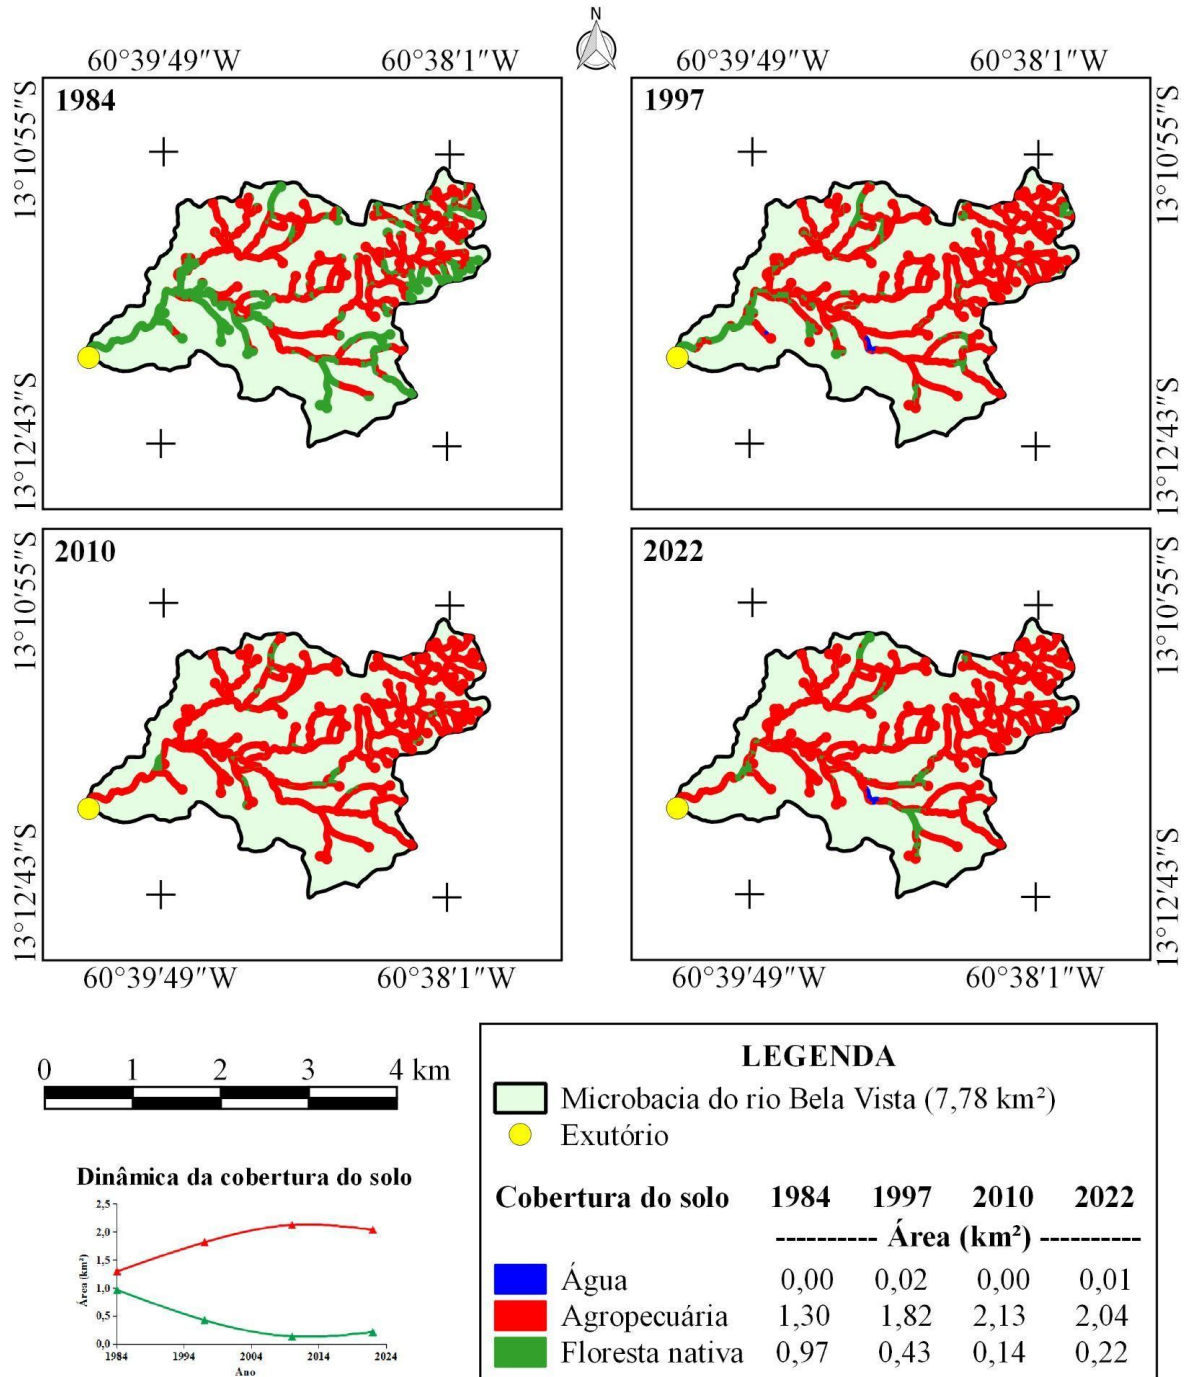 N
60°39'49"W 60°38'1"W 60°39'49"W 60°38'1"W
1984
1997
13°10'55"S
13°12'43"S
13°10'55"S
13°12'43"S
2010
2022
13°10'55"S
13°12'43"S
13°10'55"S
13°12'43"S
60°39'49"W 60°38'1"W 60°39'49"W 60°38'1"W
0 1 2 3 4 km
Dinâmica da cobertura do solo
Área (km²)
2,5
2,0
1,5
1,0
0,5
0,0
1984 1994 2004 2014 2024
Ano
LEGENDA
Microbacia do rio Bela Vista (7,78 km²)
Exutório
Cobertura do solo 1984 1997 2010 2022
---------- Área (km²) ----------
Água 0,00 0,02 0,00 0,01
Agropecuária 1,30 1,82 2,13 2,04
Floresta nativa 0,97 0,43 0,14 0,22